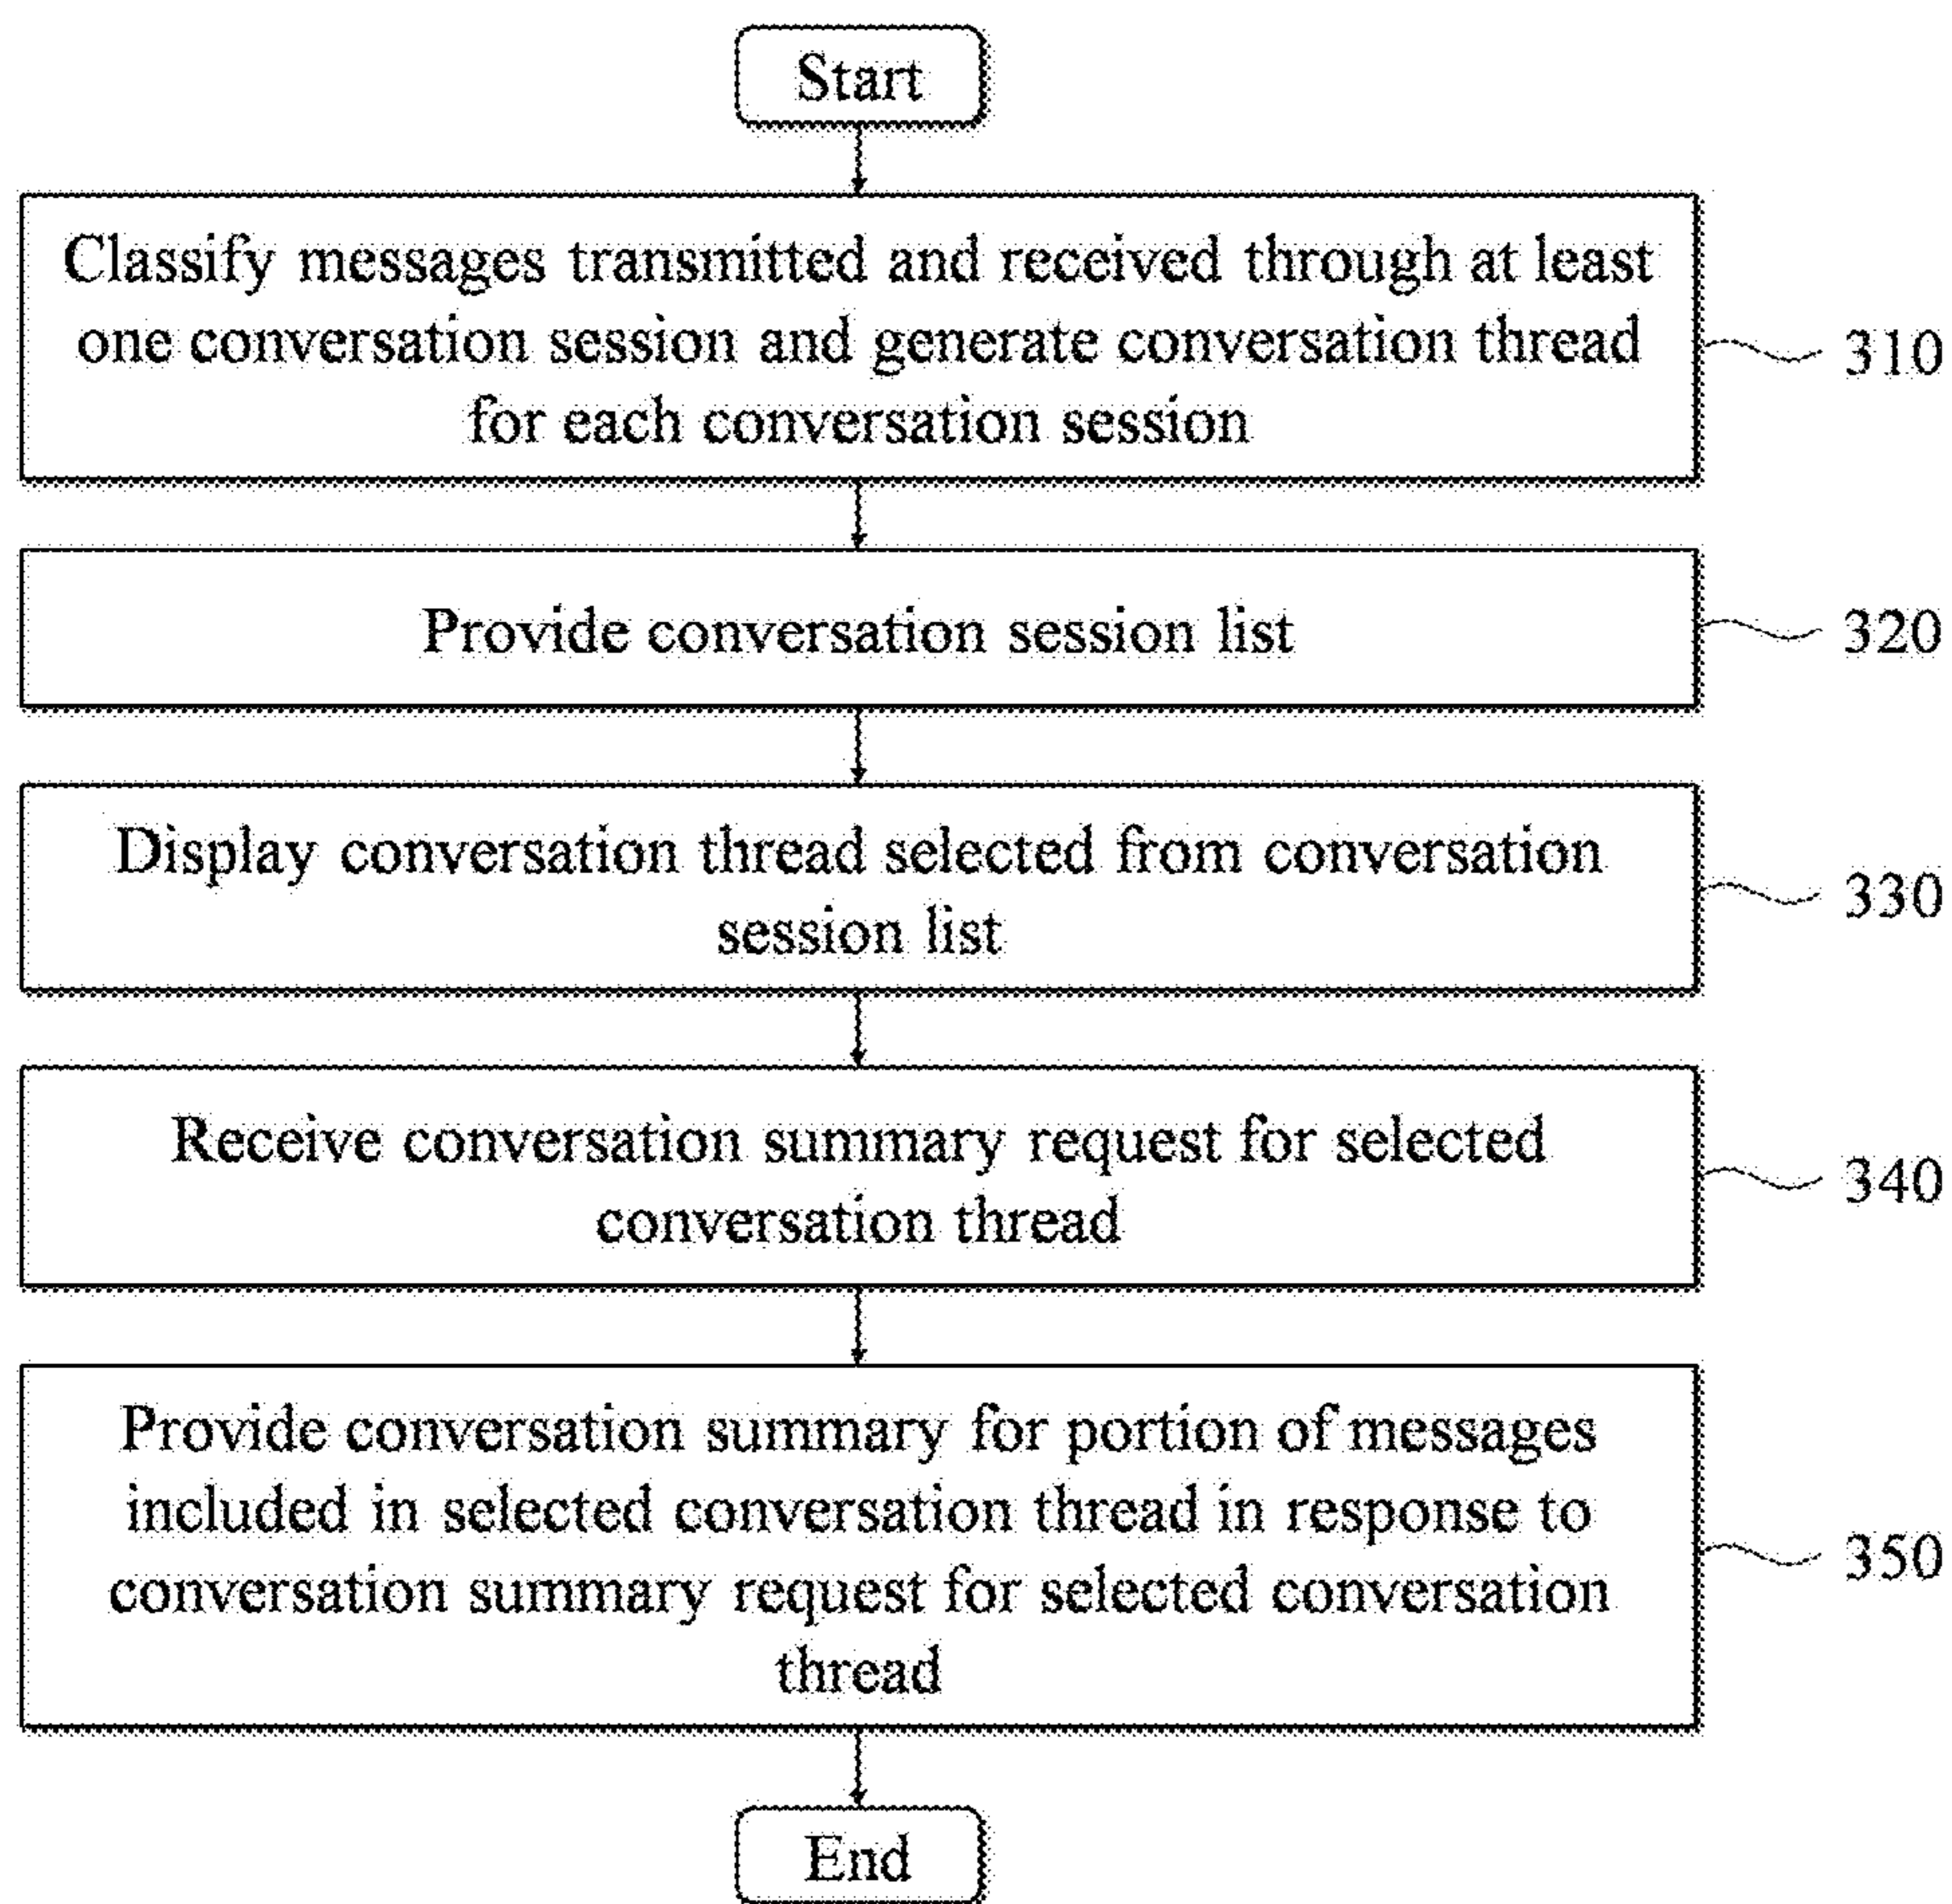 Start
Classify messages transmitted and received through at least
one conversation session and generate conversation thread
for each conversation session
310
Provide conversation session list
320
Display conversation thread selected from conversation
session list
330
Receive conversation summary request for selected
conversation thread
340
Provide conversation summary for portion of messages
included in selected conversation thread in response to
conversation summary request for selected conversation
thread
350
End